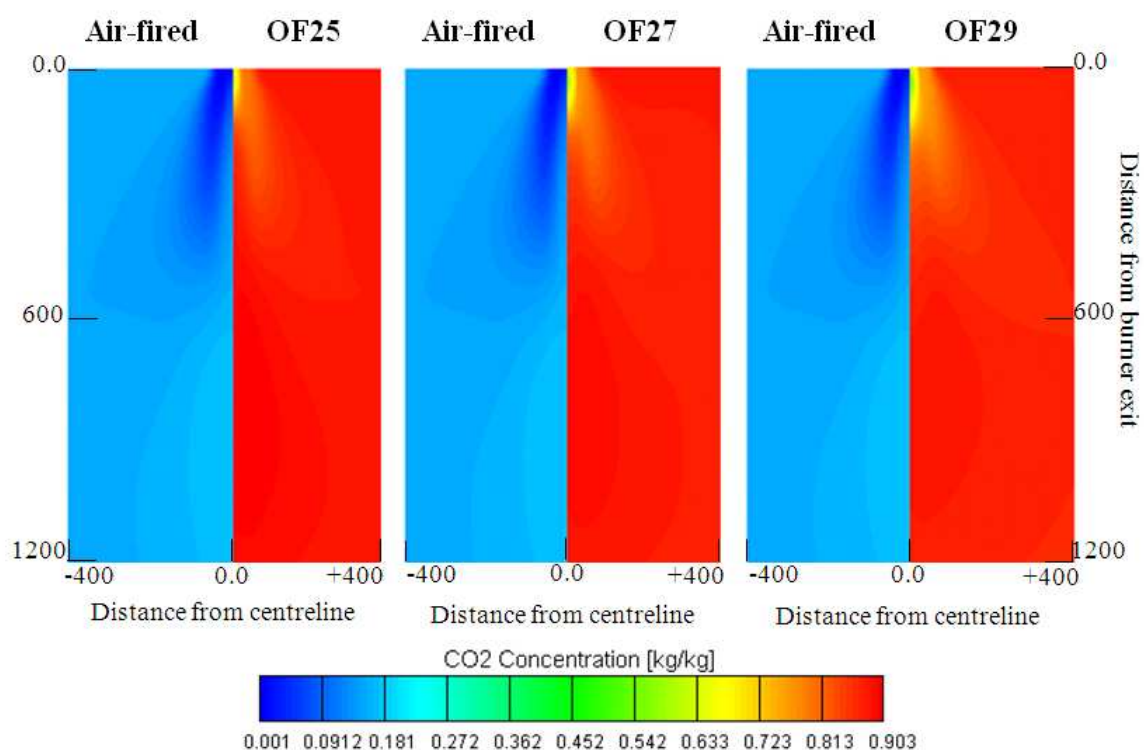 Air-fired OF25 Air-fired OF27 Air-fired OF29
0.0 0.0
600 600
Distance from burner exit
1200 1200
-400 0.0 +400 -400 0.0 +400 -400 0.0 +400
Distance from centreline Distance from centreline Distance from centreline
CO2 Concentration [kg/kg]
0.001 0.0912 0.181 0.272 0.362 0.452 0.542 0.633 0.723 0.813 0.903